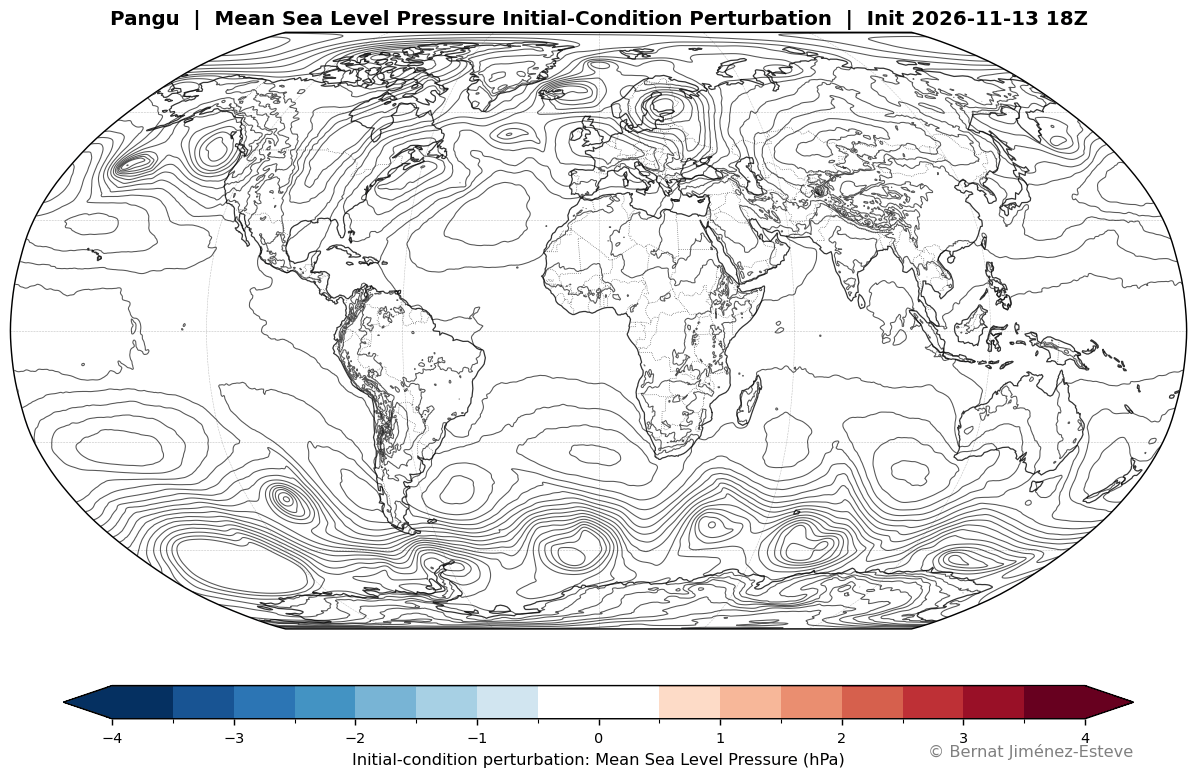 Pangu | Mean Sea Level Pressure Initial-Condition Perturbation | Init 2026-11-13 18Z
−4 −3 −2 −1 0 1 2 3 4
© Bernat Jiménez-Esteve
Initial-condition perturbation: Mean Sea Level Pressure (hPa)